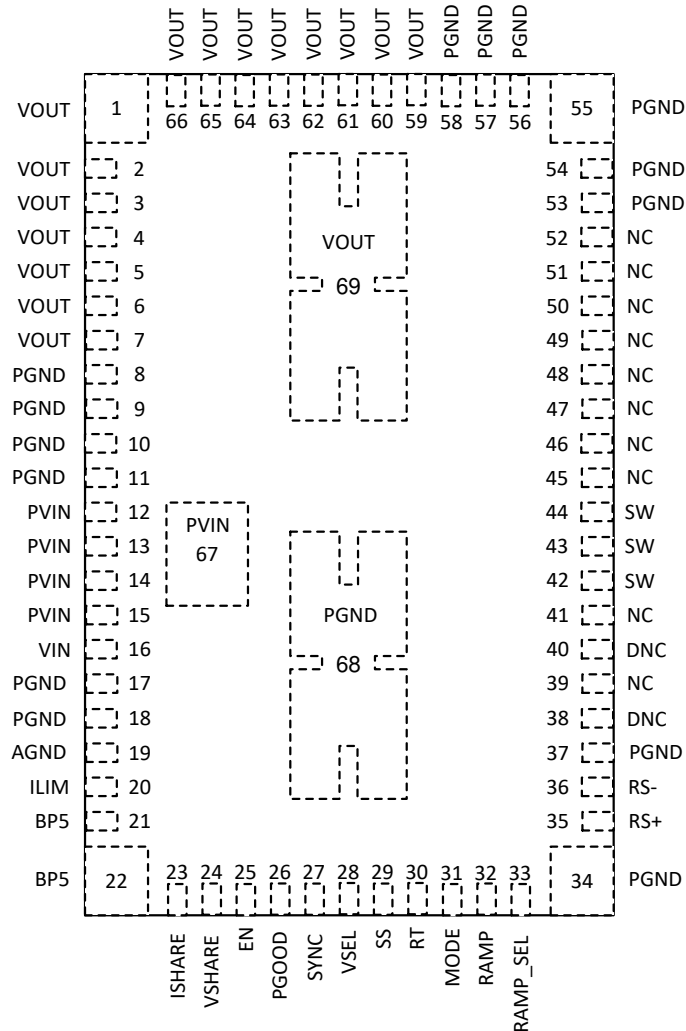 VOUT VOUT VOUT VOUT VOUT VOUT VOUT VOUT PGND PGND PGND
VOUT 1 66 65 64 63 62 61 60 59 58 57 56 55 PGND
VOUT 2 54 PGND
VOUT 3 53 PGND
VOUT 4 52 NC
VOUT
VOUT 5 51 NC
69
VOUT 6 50 NC
VOUT 7 49 NC
PGND 8 48 NC
PGND 9 47 NC
PGND 10 46 NC
PGND 11 45 NC
PVIN 12 44 SW
PVIN
67
PVIN 13 43 SW
PVIN 14 42 SW
PVIN 15 41 NC
PGND
68
VIN 16 40 DNC
PGND 17 39 NC
PGND 18 38 DNC
AGND 19 37 PGND
ILIM 20 36 RS-
BP5 21 35 RS+
BP5 22 23 24 25 26 27 28 29 30 31 32 33 34 PGND
ISHARE VSHARE EN PGOOD SYNC VSEL SS RT MODE RAMP RAMP_SEL